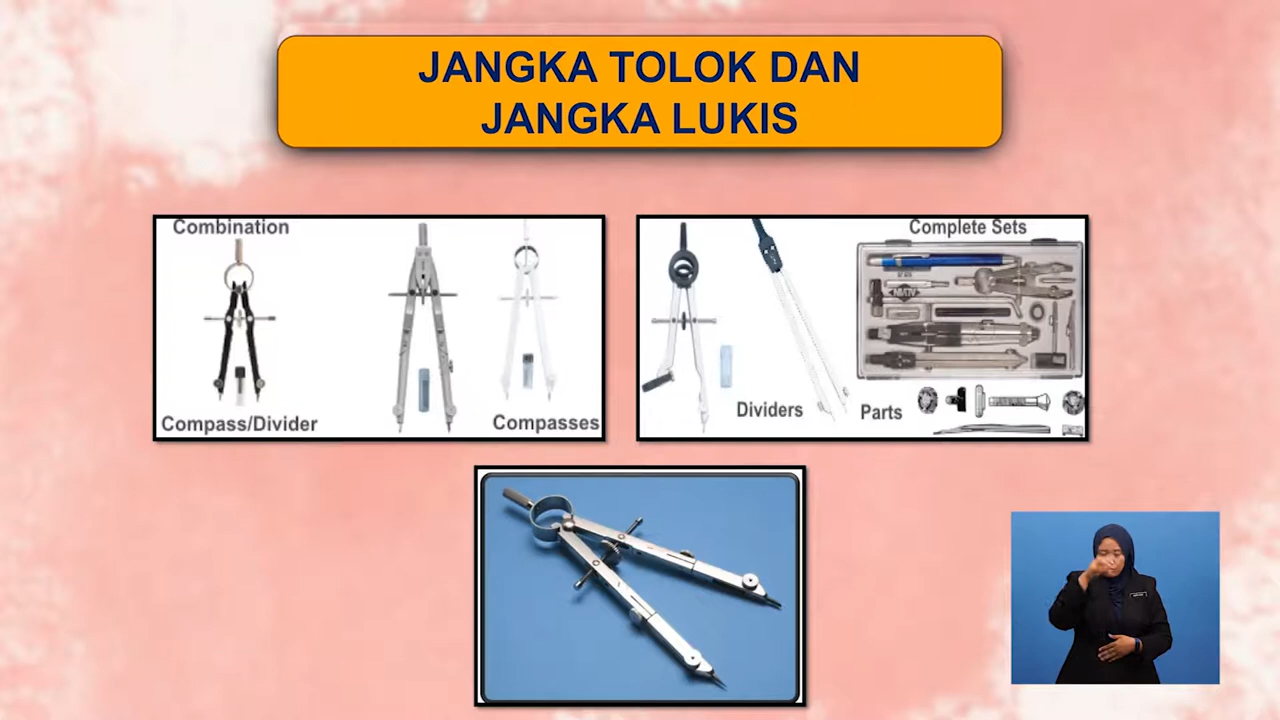 JANGKA TOLOK DAN
JANGKA LUKIS
Combination
Compass/Divider
Compasses
Complete Sets
Dividers
Parts